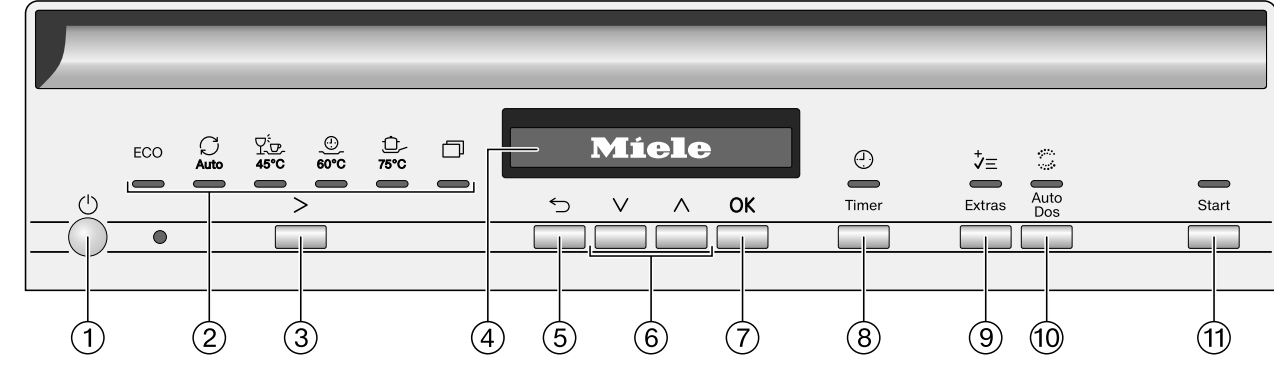 Miele
ECO
Auto
45°C
60°C
75°C
OK
Timer
Extras
Auto
Dos
Start
① ② ③ ④ ⑤ ⑥ ⑦ ⑧ ⑨ ⑩ ⑪